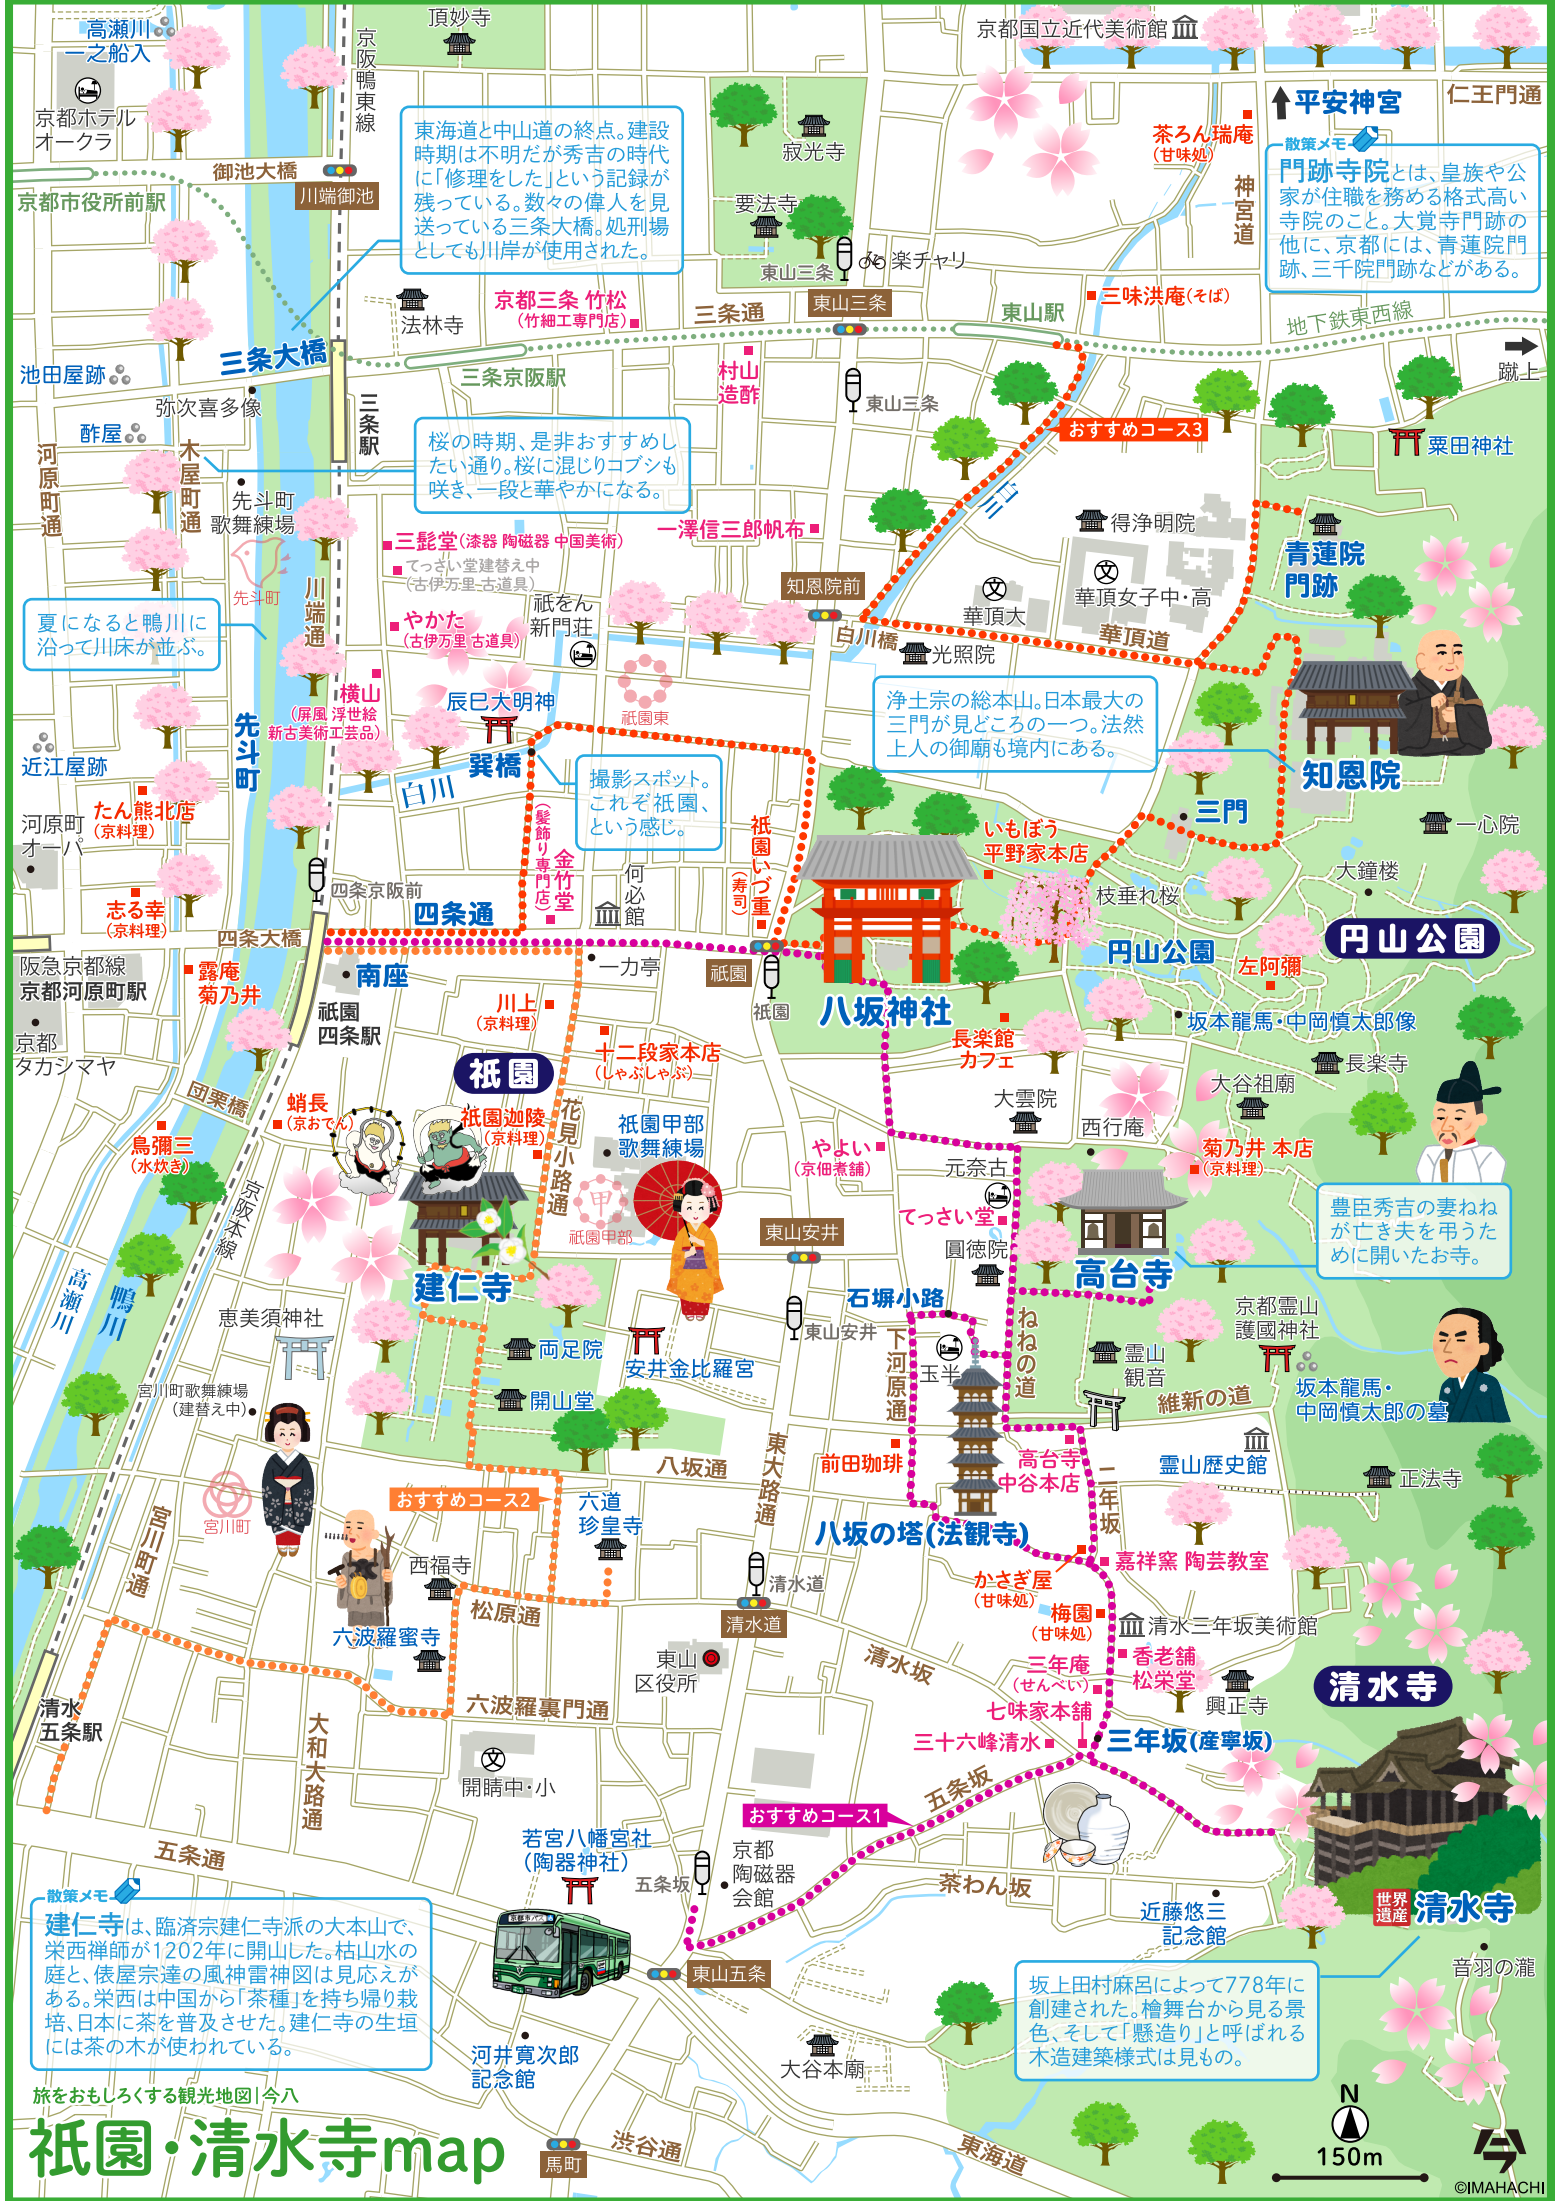 高瀬川
一之船入
頂妙寺
京阪鴨東線
京都国立近代美術館
平安神宮
仁王門通
京都ホテル
オークラ
御池大橋
川端御池
京都市役所前駅
東海道と中山道の終点。建設
時期は不明だが秀吉の時代
に「修理をした」という記録が
残っている。数々の偉人を見
送っている三条大橋。処刑場
としても川岸が使用された。
寂光寺
要法寺
東山三条
楽チャリ
東山三条
茶ろん瑞庵
(甘味処)
神宮道
散策メモ
門跡寺院とは、皇族や公
家が住職を務める格式高い
寺院のこと。大覚寺門跡の
他に、京都には、青蓮院門
跡、三千院門跡などがある。
法林寺
京都三条 竹松
(竹細工専門店)
三条通
東山駅
三味洪庵(そば)
地下鉄東西線
蹴上
三条大橋
三条京阪駅
池田屋跡
弥次喜多像
村山
造酢
東山三条
三条駅
酢屋
河原町通
木屋町通
桜の時期、是非おすすめし
たい通り。桜に混じりコブシも
咲き、一段と華やかになる。
おすすめコース3
粟田神社
先斗町
歌舞練場
先斗町
川端通
三髭堂(漆器 陶磁器 中国美術)
てっさい堂建替え中
(古伊万里 古道具)
一澤信三郎帆布
知恩院前
白川
得浄明院
青蓮院
門跡
華頂大
華頂女子中・高
やかた
(古伊万里 古道具)
祇をん
新門荘
白川橋
光照院
華頂道
夏になると鴨川に
沿って川床が並ぶ。
横山
(屏風 浮世絵
新古美術工芸品)
辰巳大明神
祇園東
浄土宗の総本山。日本最大の
三門が見どころの一つ。法然
上人の御廟も境内にある。
知恩院
近江屋跡
先斗町
巽橋
白川
撮影スポット。
これぞ祇園、
という感じ。
三門
一心院
たん熊北店
(京料理)
河原町
オーパ
金竹堂
(髪飾り専門店)
祇園いづ重
(寿司)
いもぼう
平野家本店
枝垂れ桜
大鐘楼
四条京阪前
志る幸
(京料理)
四条通
何必館
四条大橋
円山公園
円山公園
左阿彌
阪急京都線
京都河原町駅
露庵
菊乃井
南座
一力亭
祇園
祇園
八坂神社
坂本龍馬・中岡慎太郎像
京都
タカシマヤ
祇園
四条駅
川上
(京料理)
十二段家本店
(しゃぶしゃぶ)
長楽館
カフェ
長楽寺
団栗橋
祇園
大雲院
大谷祖廟
蛸長
(京おでん)
祇園迦陵
(京料理)
花見小路通
祇園甲部
歌舞練場
祇園甲部
鳥彌三
(水炊き)
やよい
(京佃煮舗)
西行庵
元奈古
菊乃井 本店
(京料理)
京阪本線
てっさい堂
豊臣秀吉の妻ねね
が亡き夫を弔うた
めに開いたお寺。
東山安井
圓徳院
高台寺
高瀬川
鴨川
建仁寺
石塀小路
恵美須神社
両足院
東山安井
安井金比羅宮
下河原通
玉半
ねねの道
霊山
観音
京都霊山
護國神社
坂本龍馬・
中岡慎太郎の墓
宮川町歌舞練場
(建替え中)
開山堂
維新の道
東大路通
前田珈琲
高台寺
中谷本店
霊山歴史館
八坂通
正法寺
宮川町
おすすめコース2
六道
珍皇寺
八坂の塔(法観寺)
二年坂
宮川町通
西福寺
清水道
嘉祥窯 陶芸教室
かさぎ屋
(甘味処)
松原通
清水道
梅園
(甘味処)
清水三年坂美術館
六波羅蜜寺
東山
区役所
清水坂
香老舗
松栄堂
三年庵
(せんべい)
興正寺
清水寺
清水
五条駅
六波羅裏門通
七味家本舗
三十六峰清水
三年坂(産寧坂)
大和大路通
開睛中・小
五条坂
おすすめコース1
五条通
若宮八幡宮社
(陶器神社)
五条坂
京都
陶磁器
会館
茶わん坂
散策メモ
建仁寺は、臨済宗建仁寺派の大本山で、
栄西禅師が1202年に開山した。枯山水の
庭と、俵屋宗達の風神雷神図は見応えが
ある。栄西は中国から「茶種」を持ち帰り栽
培、日本に茶を普及させた。建仁寺の生垣
には茶の木が使われている。
近藤悠三
記念館
世界
遺産
清水寺
音羽の瀧
東山五条
坂上田村麻呂によって778年に
創建された。檜舞台から見る景
色、そして「懸造り」と呼ばれる
木造建築様式は見もの。
河井寛次郎
記念館
大谷本廟
旅をおもしろくする観光地図|今八
祇園・清水寺map
馬町
渋谷通
東海道
N
150m
©IMAHACHI